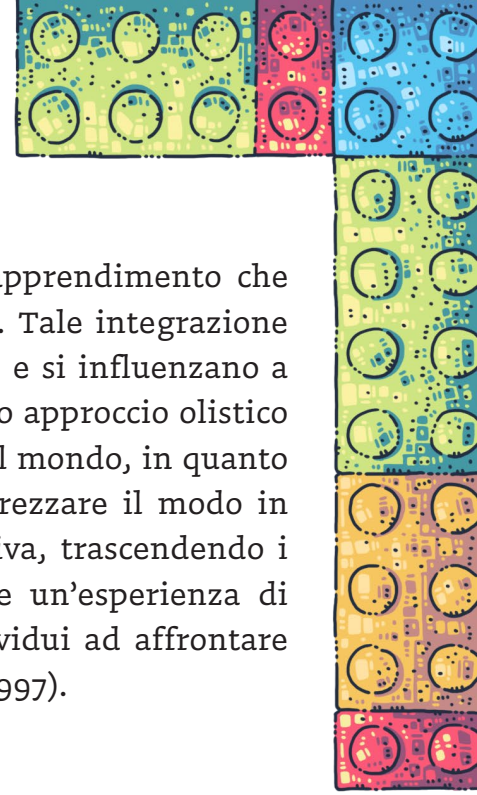 apprendimento che
. Tale integrazione
e si influenzano a
o approccio olistico
l mondo, in quanto
rezzare il modo in
iva, trascendendo i
e un’esperienza di
vidui ad affrontare
997).